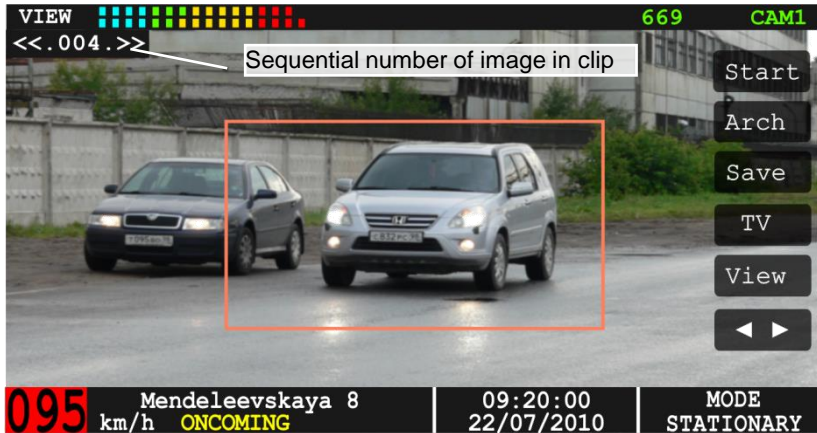 VIEW 669 CAM1
<<.004.>>
Sequential number of image in clip
Start
Arch
Save
TV
View
095 km/h Mendeleevskaya 8
ONCOMING
09:20:00
22/07/2010
MODE
STATIONARY